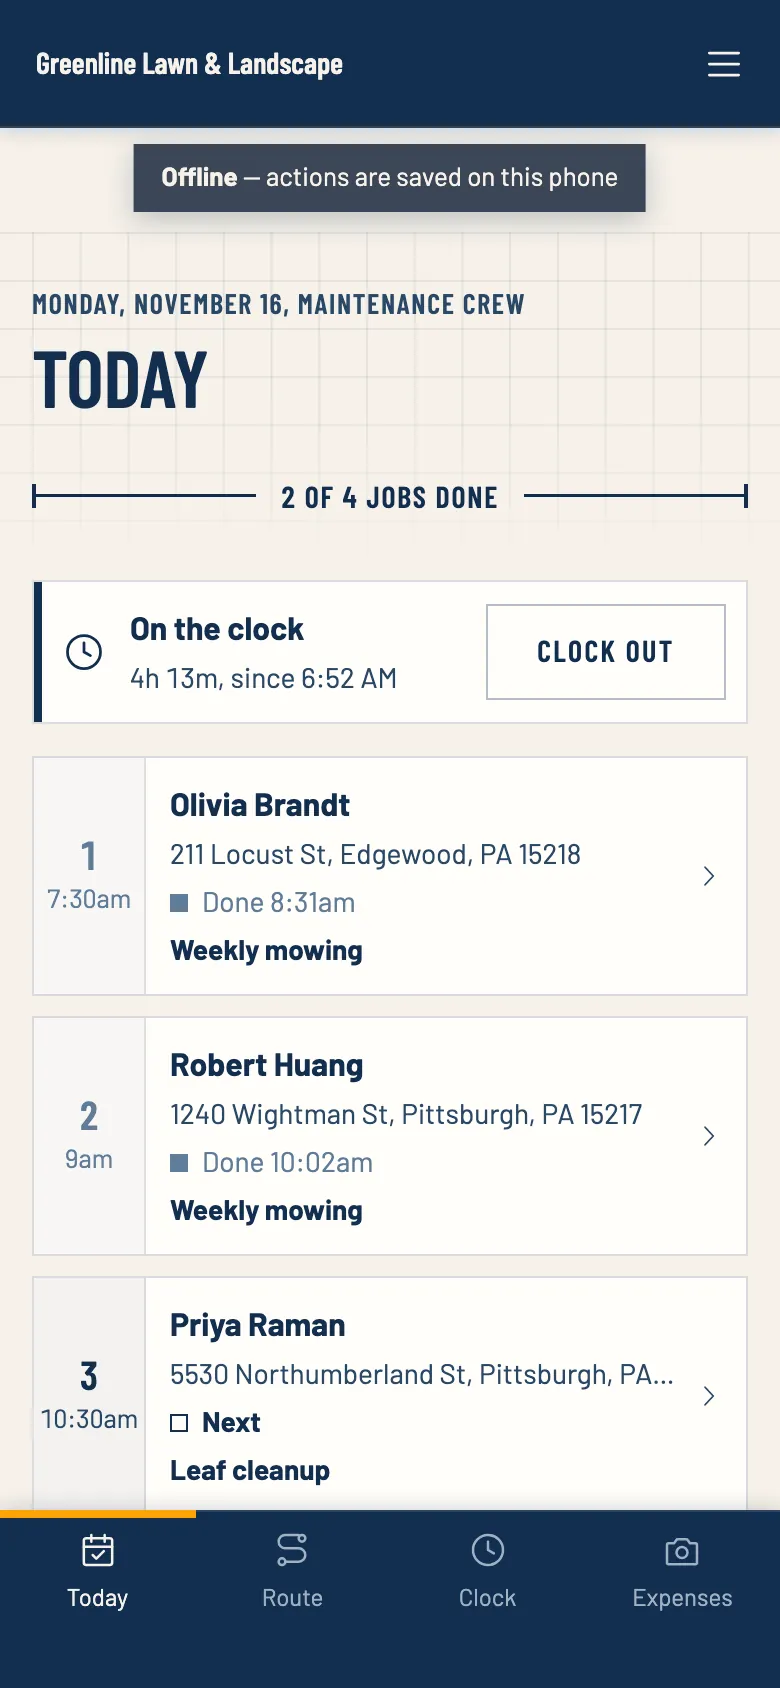 Greenline Lawn & Landscape
Offline – actions are saved on this phone
MONDAY, NOVEMBER 16, MAINTENANCE CREW
TODAY
2 OF 4 JOBS DONE
On the clock
4h 13m, since 6:52 AM
CLOCK OUT
1
7:30am
Olivia Brandt
211 Locust St, Edgewood, PA 15218
Done 8:31am
Weekly mowing
2
9am
Robert Huang
1240 Wightman St, Pittsburgh, PA 15217
Done 10:02am
Weekly mowing
3
10:30am
Priya Raman
5530 Northumberland St, Pittsburgh, PA...
Next
Leaf cleanup
Today
Route
Clock
Expenses